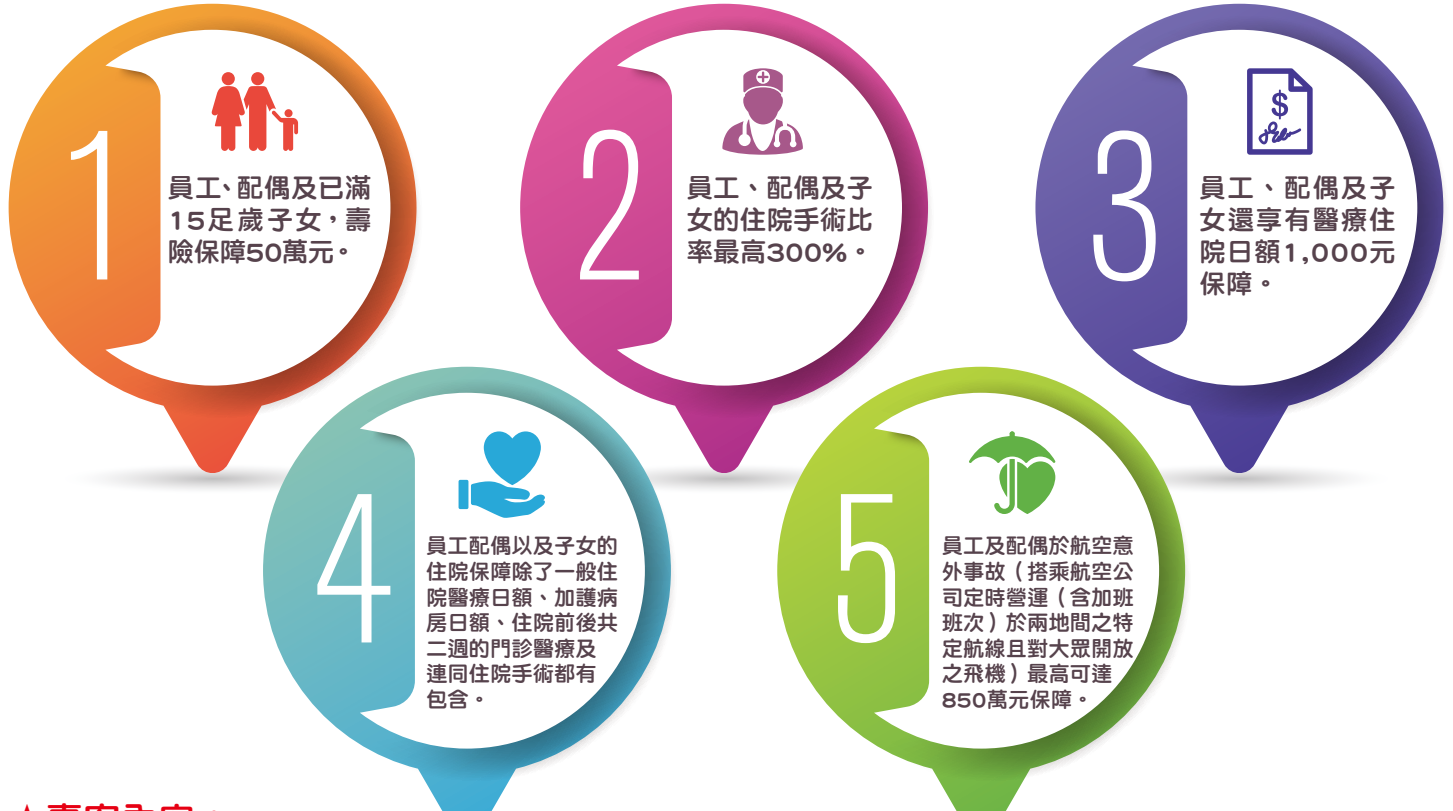 1
員工、配偶及已滿
15足歲子女，壽
險保障50萬元。
2
員工、配偶及子
女的住院手術比
率最高300%。
3
$
員工、配偶及子
女還享有醫療住
院日額1,000元
保障。
4
員工配偶以及子女的
住院保障除了一般住
院醫療日額、加護病
房日額、住院前後共
二週的門診醫療及
連同住院手術都有
包含。
5
員工及配偶於航空意
外事故（搭乘航空公
司定時營運（含加班
班次）於兩地間之特
定航線且對大眾開放
之飛機）最高可達
850萬元保障。